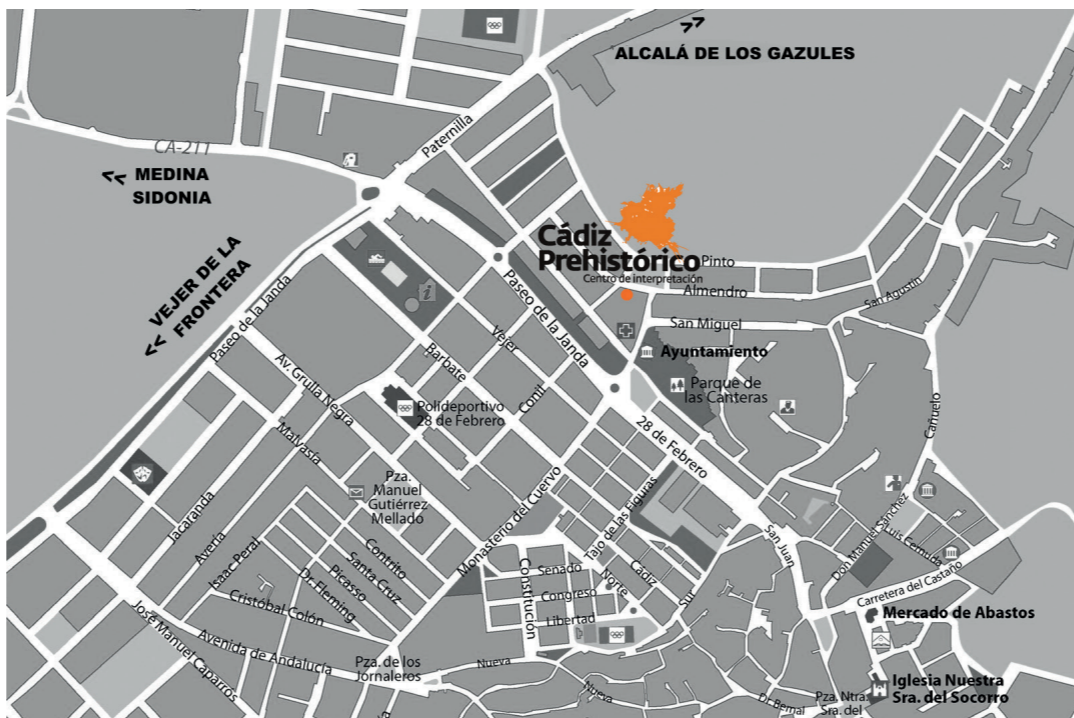 ALCALÁ DE LOS GAZULES
Paternilla
CA-211
MEDINA
SIDONIA
VEJER DE LA
FRONTERA
Paseo de la Janda
Cádiz
Prehistórico
Centro de interpretación
Pinto
Almendro
San Agustín
San Miguel
Paseo de la Janda
Ayuntamiento
Parque de
las Canteras
Vejer
Barbate
Conil
Av. Grulla Negra
Polideportivo
28 de Febrero
28 de Febrero
Cañuelo
Malvasía
Pza.
Manuel
Gutiérrez
Mellado
Jacaranda
Averla
Isaac Peral
Contrito
Santa Cruz
Picasso
Dr. Fleming
Cristóbal Colón
Monasterio del Cuervo
Tajo de las Figuras
San Juan
Don Manuel Sánchez
Luis Cernuda
Carretera del Castaño
Constitución
Senado
Congreso
Libertad
Norte
Cádiz
Sur
Mercado de Abastos
José Manuel Caparrós
Avenida de Andalucía
Pza. de los
Jornaleros
Nueva
Nueva
Dr. Bernal
Pza. Ntra.
Sra. del
Iglesia Nuestra
Sra. del Socorro